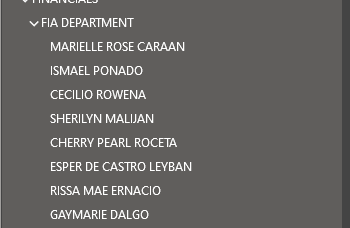 FINANCIALS
FIA DEPARTMENT
MARIELLE ROSE CARAAN
ISMAEL PONADO
CECILIO ROWENA
SHERILYN MALIJAN
CHERRY PEARL ROCETA
ESPER DE CASTRO LEYBAN
RISSA MAE ERNACIO
GAYMARIE DALGO